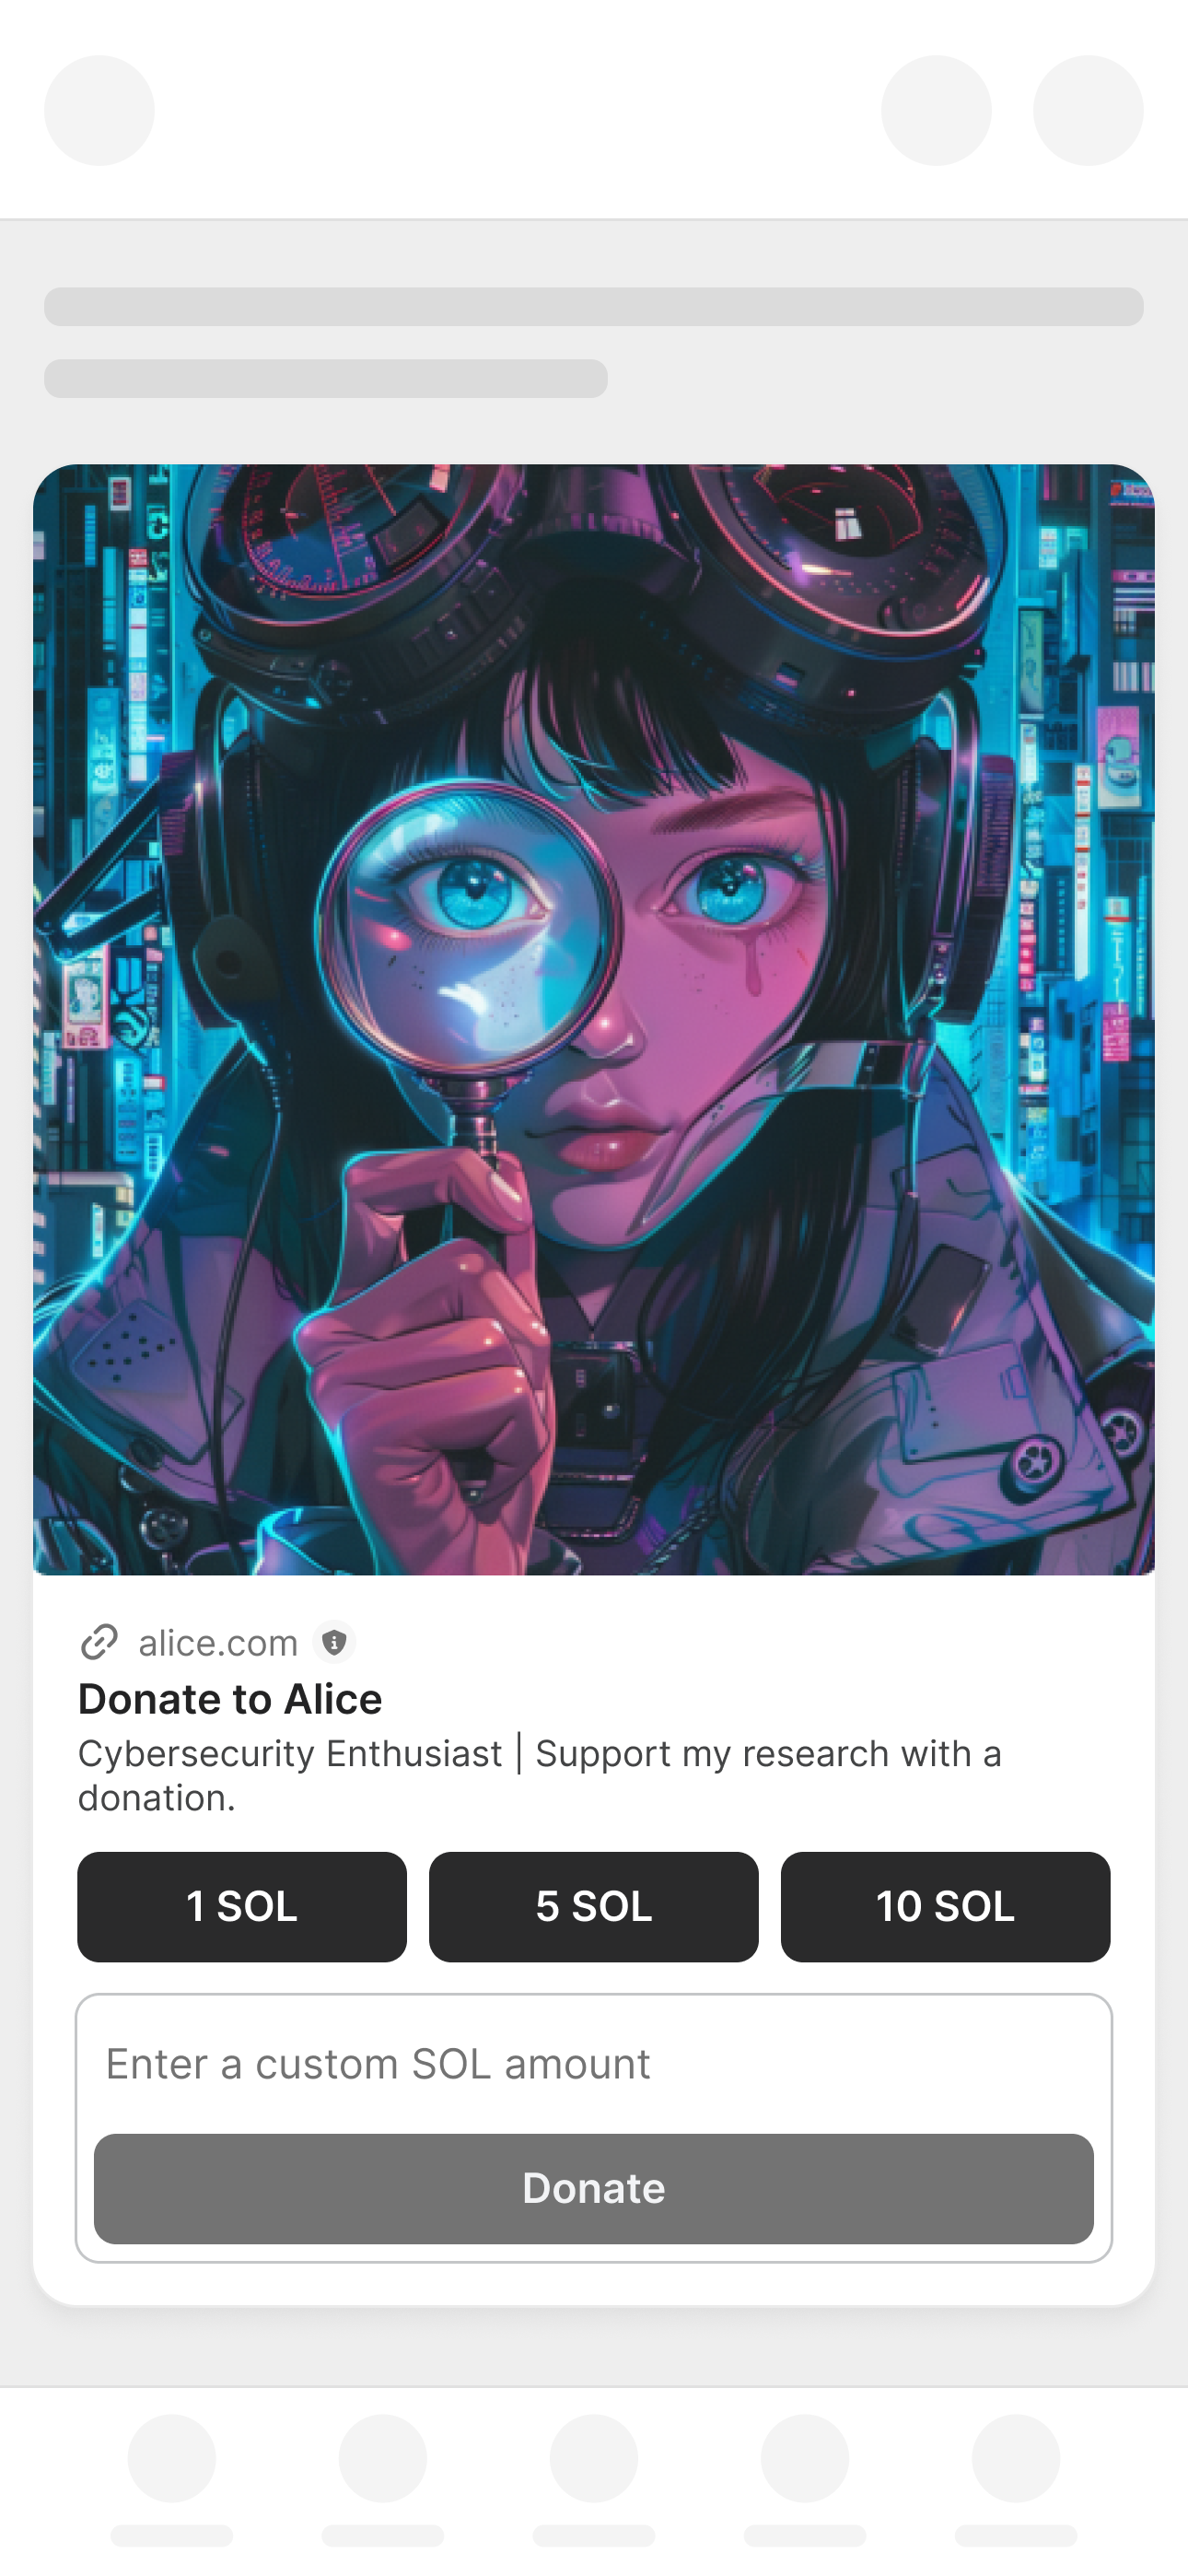 alice.com
Donate to Alice
Cybersecurity Enthusiast | Support my research with a
donation.
1 SOL
5 SOL
10 SOL
Enter a custom SOL amount
Donate